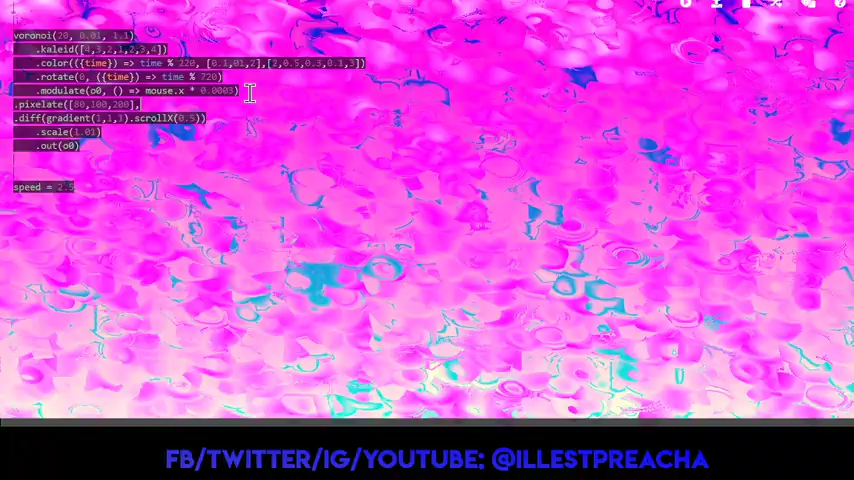 voronoi(20, 0.01, 1.1)
.kaleid([4,3,2,1,2,3,4])
.color(({time}) => time % 220, [0.1,01,2],[2,0.5,0.3,0.1,3])
.rotate(0, ({time}) => time % 720)
.modulate(o0, () => mouse.x * 0.0003)
.pixelate([80,100,200],
.diff(gradient(1,1,3).scrollX(0.5))
.scale(1.01)
.out(o0)
speed = 2.5
FB/TWITTER/IG/YOUTUBE: @ILLESTPREACHA